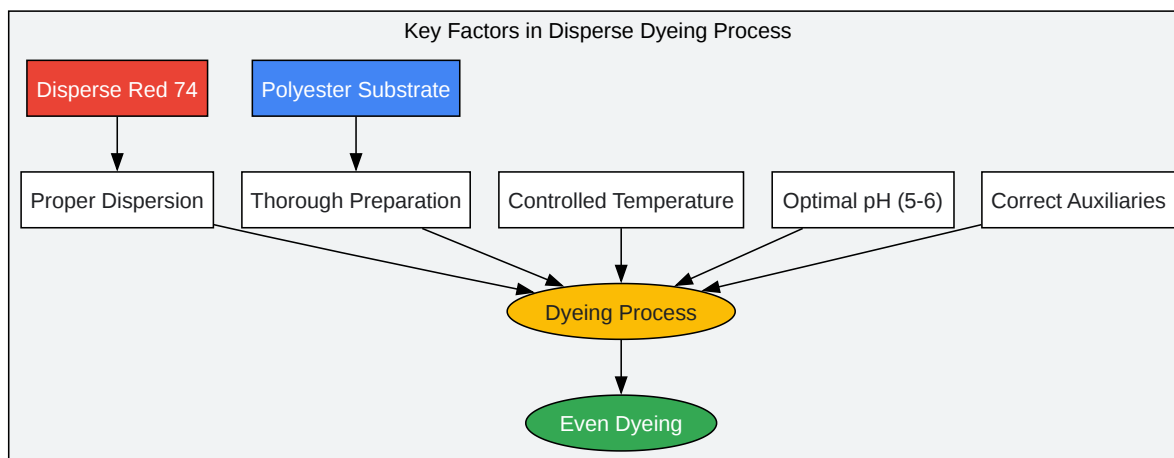 Key Factors in Disperse Dyeing Process
Disperse Red 74
Polyester Substrate
Proper Dispersion
Thorough Preparation
Controlled Temperature
Optimal pH (5-6)
Correct Auxiliaries
Dyeing Process
Even Dyeing